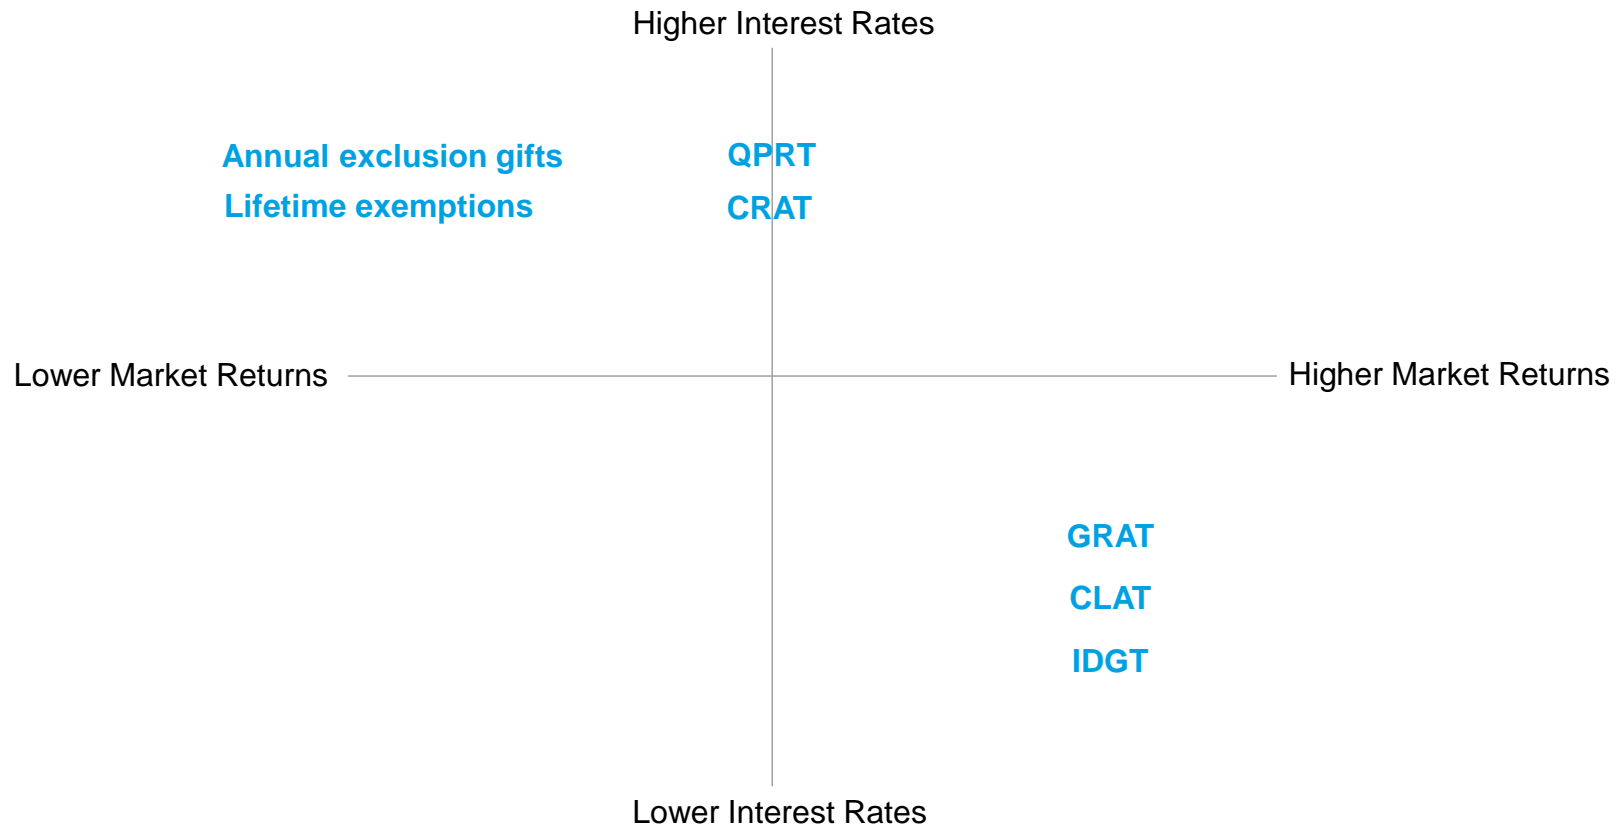 Higher Interest Rates
Annual exclusion gifts
QPRT
Lifetime exemptions
CRAT
Lower Market Returns
Higher Market Returns
GRAT
CLAT
IDGT
Lower Interest Rates